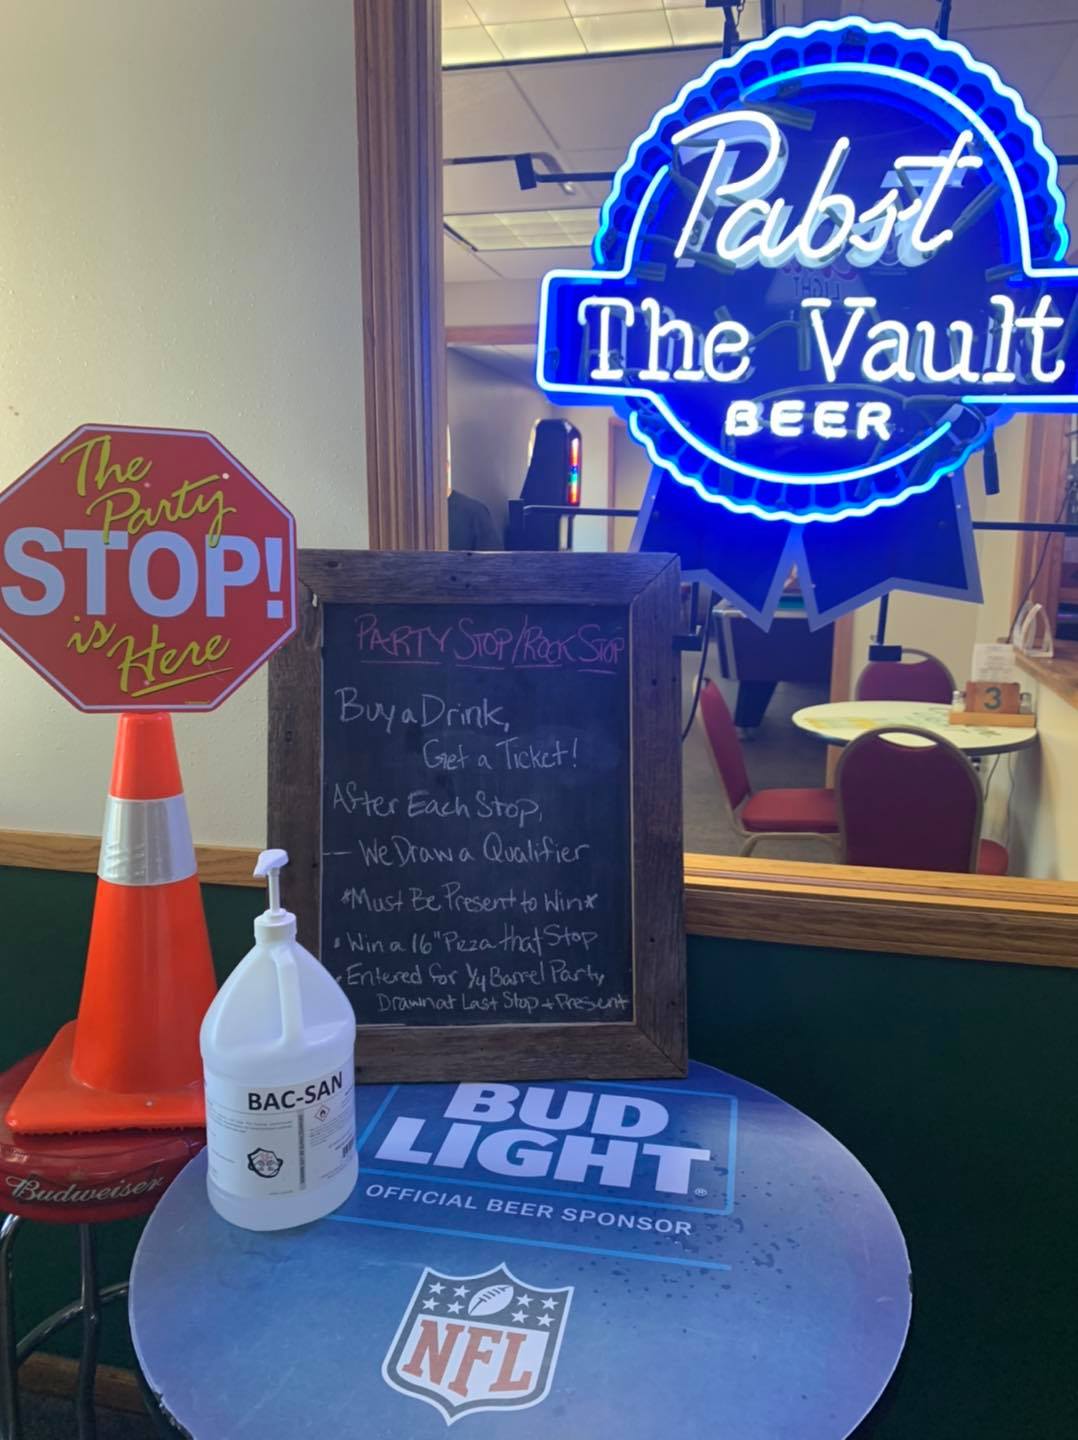 Pabst
The Vault
BEER
The
Party
STOP!
is
Here
PARTY STOP/ROCK STOP
Buy a Drink,
Get a Ticket!
After Each Stop,
— We Draw a Qualifier
*Must Be Present to Win*
• Win a 16" Pizza that Stop
• Entered for 1/4 Barrel Party,
Drawn at Last Stop + Present
3
BAC-SAN
Budweiser
BUD
LIGHT®
OFFICIAL BEER SPONSOR
NFL